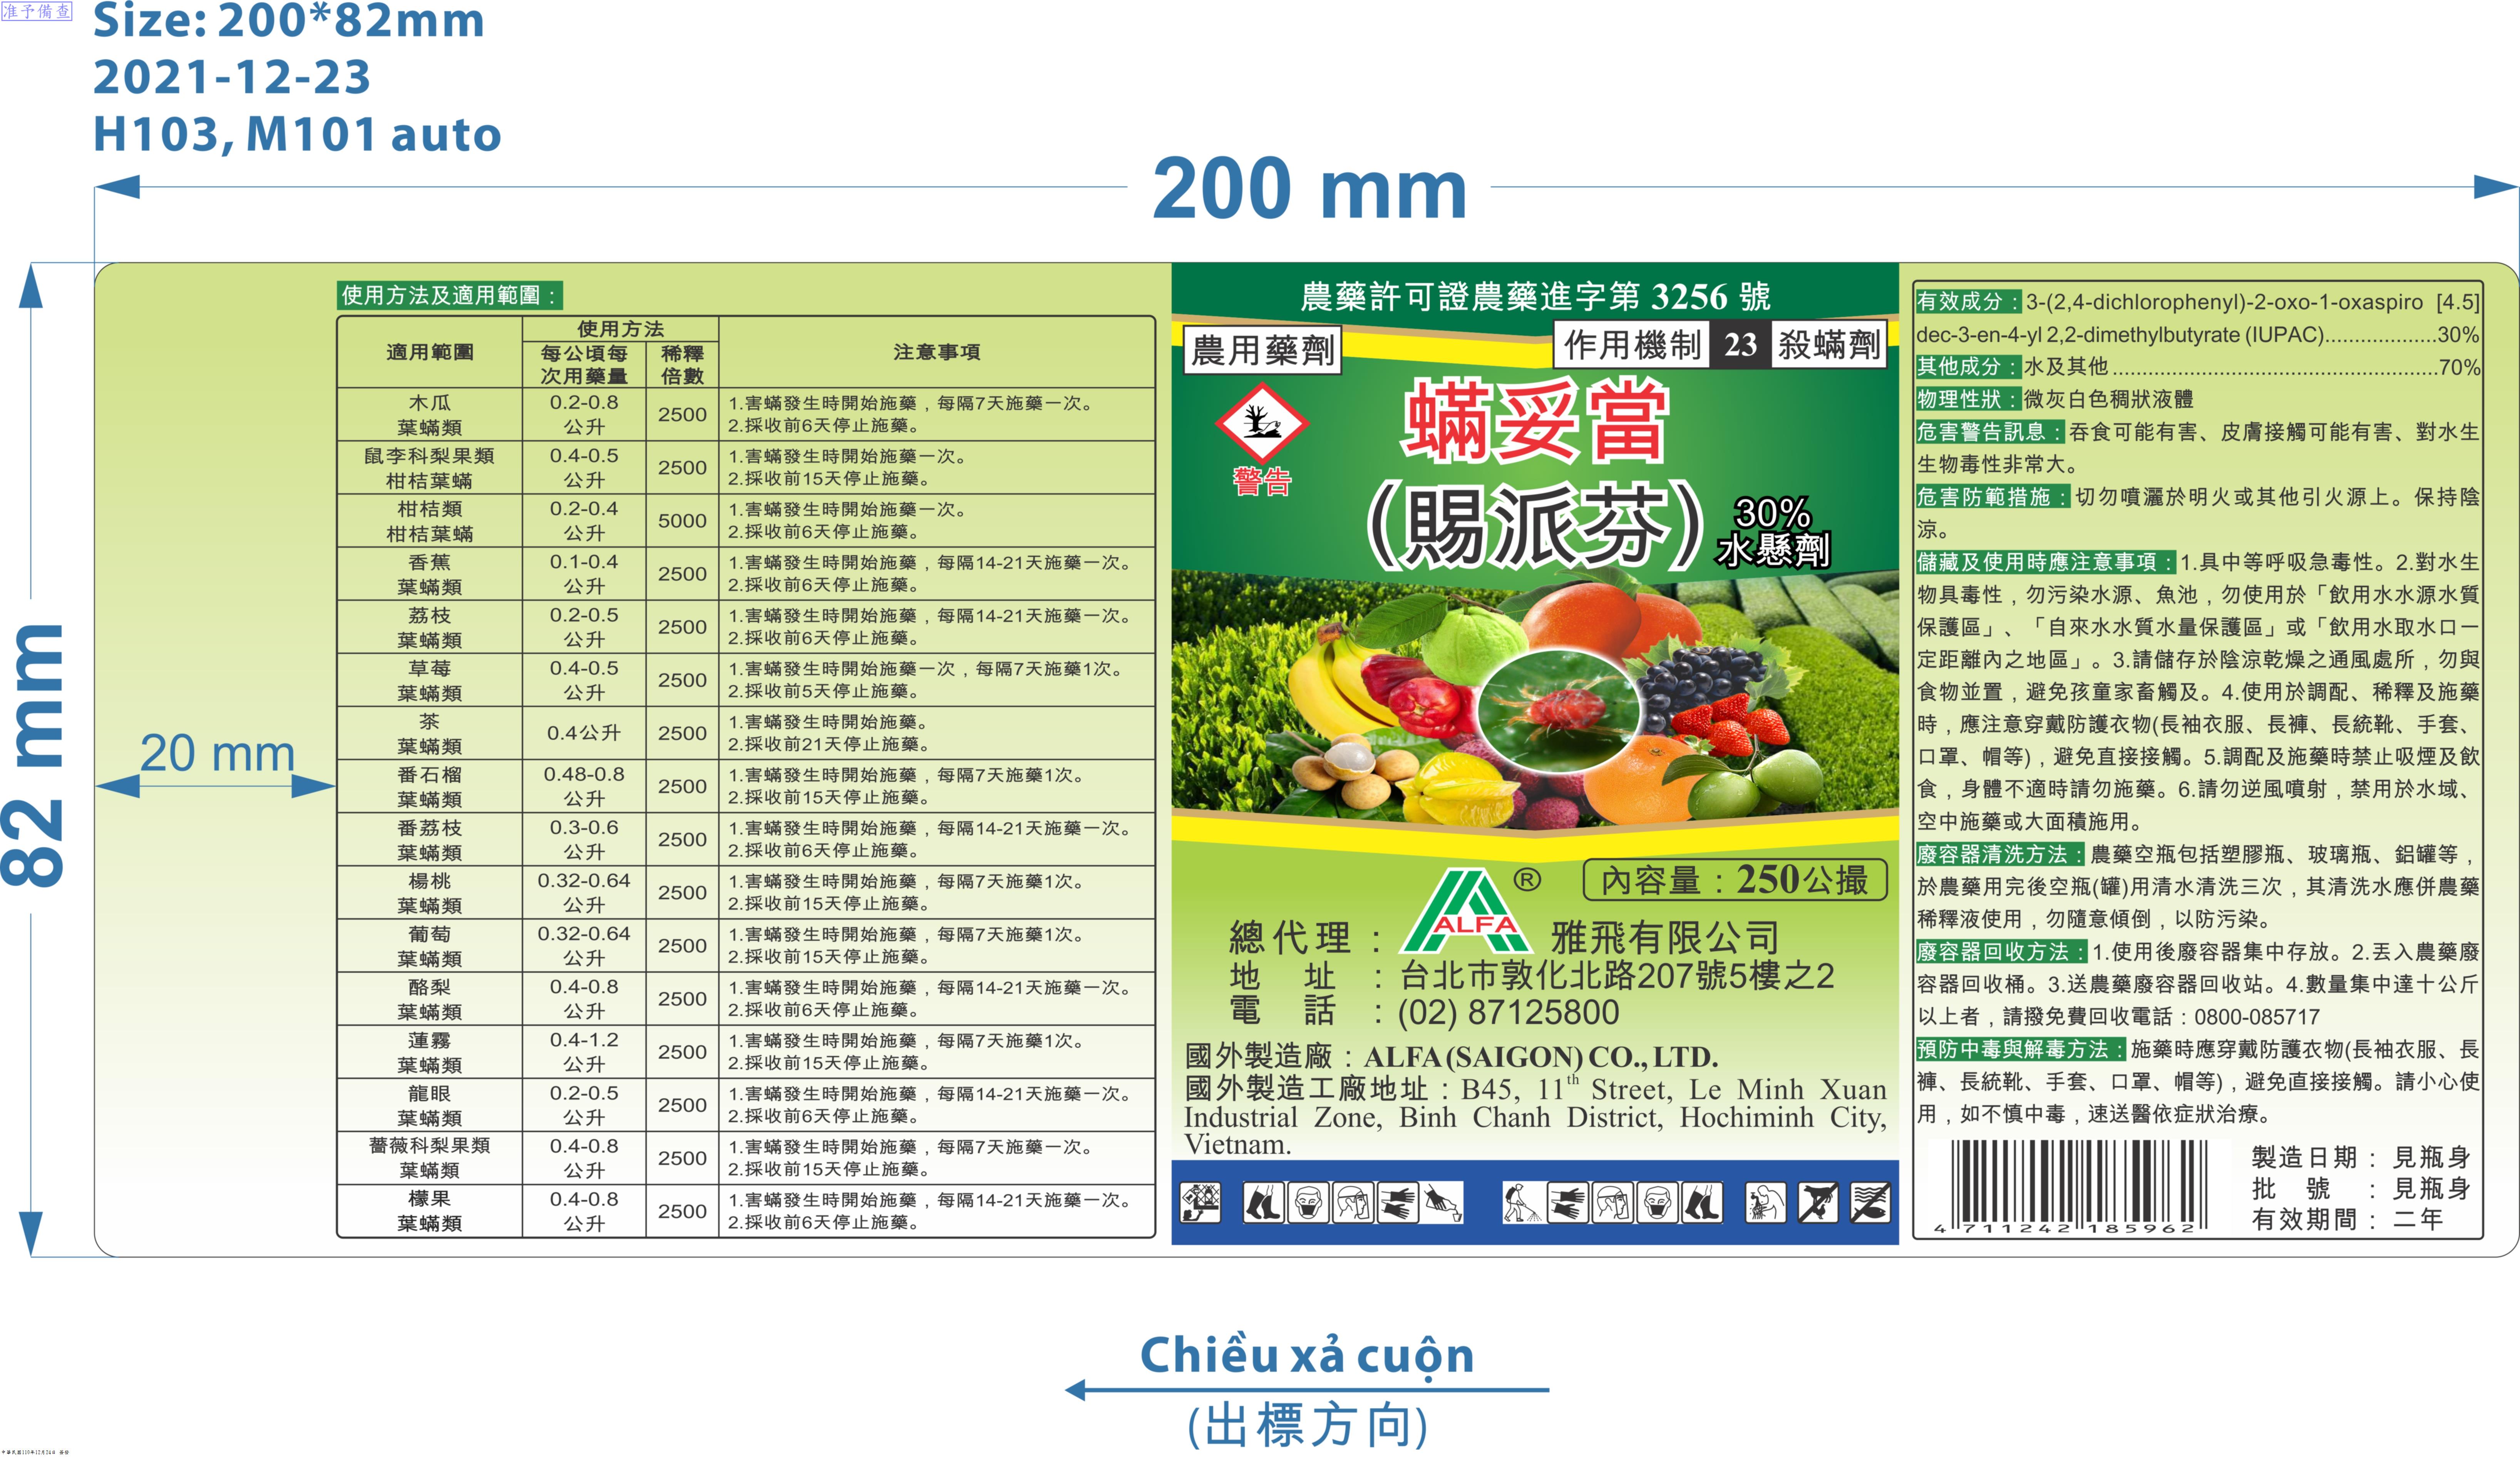 准予備查
Size: 200*82mm
2021-12-23
H103, M101 auto
200 mm
82 mm
20 mm
使用方法及適用範圍：
適用範圍
使用方法
每公頃每
次用藥量
稀釋
倍數
注意事項
木瓜
葉蟎類
0.2-0.8
公升
2500
1.害蟎發生時開始施藥，每隔7天施藥一次。
2.採收前6天停止施藥。
鼠李科梨果類
柑桔葉蟎
0.4-0.5
公升
2500
1.害蟎發生時開始施藥一次。
2.採收前15天停止施藥。
柑桔類
柑桔葉蟎
0.2-0.4
公升
5000
1.害蟎發生時開始施藥一次。
2.採收前6天停止施藥。
香蕉
葉蟎類
0.1-0.4
公升
2500
1.害蟎發生時開始施藥，每隔14-21天施藥一次。
2.採收前6天停止施藥。
荔枝
葉蟎類
0.2-0.5
公升
2500
1.害蟎發生時開始施藥，每隔14-21天施藥一次。
2.採收前6天停止施藥。
草莓
葉蟎類
0.4-0.5
公升
2500
1.害蟎發生時開始施藥一次，每隔7天施藥1次。
2.採收前5天停止施藥。
茶
葉蟎類
0.4公升
2500
1.害蟎發生時開始施藥。
2.採收前21天停止施藥。
番石榴
葉蟎類
0.48-0.8
公升
2500
1.害蟎發生時開始施藥，每隔7天施藥1次。
2.採收前15天停止施藥。
番荔枝
葉蟎類
0.3-0.6
公升
2500
1.害蟎發生時開始施藥，每隔14-21天施藥一次。
2.採收前6天停止施藥。
楊桃
葉蟎類
0.32-0.64
公升
2500
1.害蟎發生時開始施藥，每隔7天施藥1次。
2.採收前15天停止施藥。
葡萄
葉蟎類
0.32-0.64
公升
2500
1.害蟎發生時開始施藥，每隔7天施藥1次。
2.採收前15天停止施藥。
酪梨
葉蟎類
0.4-0.8
公升
2500
1.害蟎發生時開始施藥，每隔14-21天施藥一次。
2.採收前6天停止施藥。
蓮霧
葉蟎類
0.4-1.2
公升
2500
1.害蟎發生時開始施藥，每隔7天施藥1次。
2.採收前15天停止施藥。
龍眼
葉蟎類
0.2-0.5
公升
2500
1.害蟎發生時開始施藥，每隔14-21天施藥一次。
2.採收前6天停止施藥。
薔薇科梨果類
葉蟎類
0.4-0.8
公升
2500
1.害蟎發生時開始施藥，每隔7天施藥一次。
2.採收前15天停止施藥。
檬果
葉蟎類
0.4-0.8
公升
2500
1.害蟎發生時開始施藥，每隔14-21天施藥一次。
2.採收前6天停止施藥。
農藥許可證農藥進字第 3256 號
農用藥劑
作用機制 23 殺蟎劑
警告
蟎妥當
(賜派芬)
30%
水懸劑
內容量：250公撮
總代理： ALFA ® 雅飛有限公司
地　址　：台北市敦化北路207號5樓之2
電　話　：(02) 87125800
國外製造廠：ALFA (SAIGON) CO., LTD.
國外製造工廠地址：B45, 11th Street, Le Minh Xuan
Industrial Zone, Binh Chanh District, Hochiminh City,
Vietnam.
有效成分：3-(2,4-dichlorophenyl)-2-oxo-1-oxaspiro [4.5]
dec-3-en-4-yl 2,2-dimethylbutyrate (IUPAC)...................30%
其他成分：水及其他.......................................................70%
物理性狀：微灰白色稠狀液體
危害警告訊息：吞食可能有害、皮膚接觸可能有害、對水生
生物毒性非常大。
危害防範措施：切勿噴灑於明火或其他引火源上。保持陰
涼。
儲藏及使用時應注意事項：1.具中等呼吸急毒性。2.對水生
物具毒性，勿污染水源、魚池，勿使用於「飲用水水源水質
保護區」、「自來水水質水量保護區」或「飲用水取水口一
定距離內之地區」。3.請儲存於陰涼乾燥之通風處所，勿與
食物並置，避免孩童家畜觸及。4.使用於調配、稀釋及施藥
時，應注意穿戴防護衣物(長袖衣服、長褲、長統靴、手套、
口罩、帽等)，避免直接接觸。5.調配及施藥時禁止吸煙及飲
食，身體不適時請勿施藥。6.請勿逆風噴射，禁用於水域、
空中施藥或大面積施用。
廢容器清洗方法：農藥空瓶包括塑膠瓶、玻璃瓶、鋁罐等，
於農藥用完後空瓶(罐)用清水清洗三次，其清洗水應併農藥
稀釋液使用，勿隨意傾倒，以防污染。
廢容器回收方法：1.使用後廢容器集中存放。2.丟入農藥廢
容器回收桶。3.送農藥廢容器回收站。4.數量集中達十公斤
以上者，請撥免費回收電話：0800-085717
預防中毒與解毒方法：施藥時應穿戴防護衣物(長袖衣服、長
褲、長統靴、手套、口罩、帽等)，避免直接接觸。請小心使
用，如不慎中毒，速送醫依症狀治療。
4 711242 185962
製造日期：見瓶身
批　號　：見瓶身
有效期間：二年
Chiều xả cuộn
(出標方向)